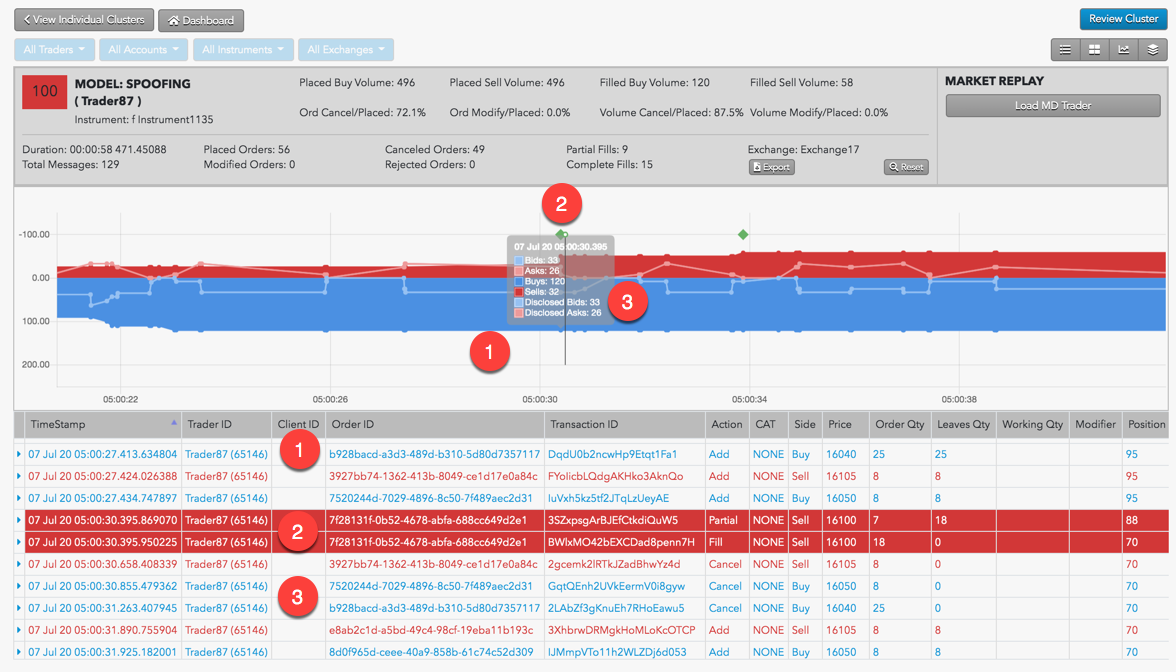 View Individual Clusters Dashboard Review Cluster
All Traders All Accounts All Instruments All Exchanges
100 MODEL: SPOOFING
( Trader87 )
Instrument: f Instrument1135
Placed Buy Volume: 496 Placed Sell Volume: 496 Filled Buy Volume: 120 Filled Sell Volume: 58
Ord Cancel/Placed: 72.1% Ord Modify/Placed: 0.0% Volume Cancel/Placed: 87.5% Volume Modify/Placed: 0.0%
MARKET REPLAY
Load MD Trader
Duration: 00:00:58 471.45088 Placed Orders: 56 Canceled Orders: 49 Partial Fills: 9 Exchange: Exchange17
Total Messages: 129 Modified Orders: 0 Rejected Orders: 0 Complete Fills: 15 Export Reset
2
-100.00
0.00
100.00
200.00
07 Jul 20 05:00:30.395
Bids: 33
Asks: 26
Buys: 120
Sells: 32
Disclosed Bids: 33
Disclosed Asks: 26
3
1
05:00:22 05:00:26 05:00:30 05:00:34 05:00:38
TimeStamp Trader ID Client ID Order ID Transaction ID Action CAT Side Price Order Qty Leaves Qty Working Qty Modifier Position
1
07 Jul 20 05:00:27.413.634804 Trader87 (65146) b928bacd-a3d3-489d-b310-5d80d7357117 DqdU0b2ncwHp9Etqt1Fa1 Add NONE Buy 16040 25 25 95
07 Jul 20 05:00:27.424.026388 Trader87 (65146) 3927bb74-1362-413b-8049-ce1d17e0a84c FYoIicbLQdgAKHko3AknQo Add NONE Sell 16105 8 8 95
07 Jul 20 05:00:27.434.747897 Trader87 (65146) 7520244d-7029-4896-8c50-7f489aec2d31 IuVxh5kz5tf2JTqLzUeyAE Add NONE Buy 16050 8 8 95
2
07 Jul 20 05:00:30.395.869070 Trader87 (65146) 7f28131f-0b52-4678-abfa-688cc649d2e1 3SZxpsgArBJEfCtkdiQuW5 Partial NONE Sell 16100 7 18 88
07 Jul 20 05:00:30.395.950225 Trader87 (65146) 7f28131f-0b52-4678-abfa-688cc649d2e1 BWlxMO42bEXCDad8penn7H Fill NONE Sell 16100 18 0 70
07 Jul 20 05:00:30.658.408339 Trader87 (65146) 3927bb74-1362-413b-8049-ce1d17e0a84c 2gcemk2lRTkJZadBhwYz4d Cancel NONE Sell 16105 8 0 70
3
07 Jul 20 05:00:30.855.479362 Trader87 (65146) 7520244d-7029-4896-8c50-7f489aec2d31 GqtQEnh2UVkEermV0i8gyw Cancel NONE Buy 16050 8 0 70
07 Jul 20 05:00:31.263.407945 Trader87 (65146) b928bacd-a3d3-489d-b310-5d80d7357117 2LAbZf3gKnuEh7RHoEawu5 Cancel NONE Buy 16040 25 0 70
07 Jul 20 05:00:31.890.755904 Trader87 (65146) e8ab2c1d-a5bd-49c4-98cf-19eba11b193c 3XhbrwDRMgkHoMLoKcOTCP Add NONE Sell 16105 8 8 70
07 Jul 20 05:00:31.925.182001 Trader87 (65146) 8d0f965d-ceee-40a9-858b-61c74c52d309 IJMmpVTo11h2WLZDj6d053 Add NONE Buy 16050 8 8 70